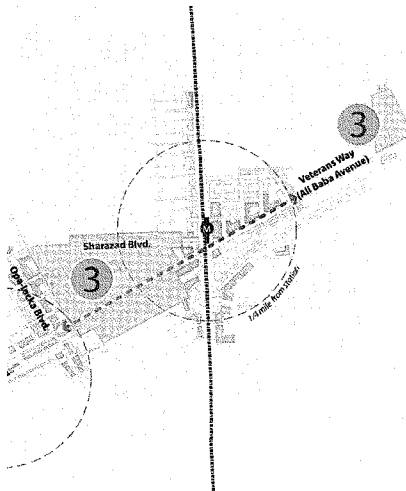 3
Veterans Way
(Ali Baba Avenue)
M
Sharazad Blvd.
3
Opa-locka Blvd.
1/4 mile from station